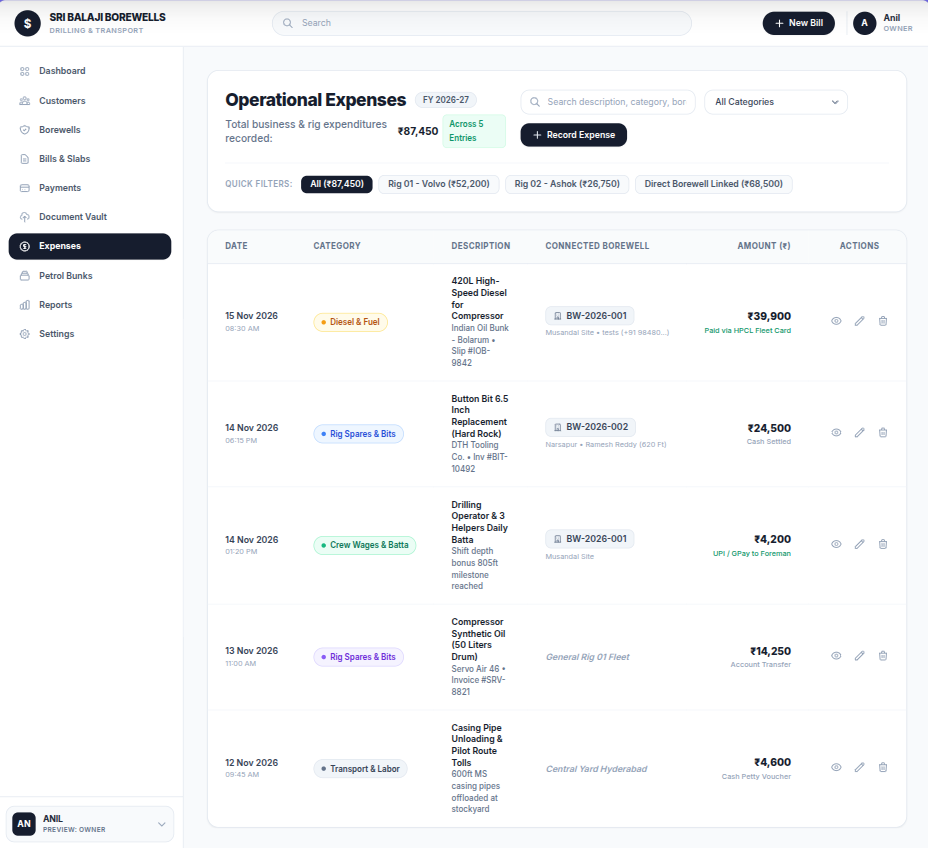 $ SRI BALAJI BOREWELLS
DRILLING & TRANSPORT
Search
+ New Bill
A
Anil
OWNER
Dashboard
Customers
Borewells
Bills & Slabs
Payments
Document Vault
Expenses
Petrol Bunks
Reports
Settings
AN
ANIL
PREVIEW: OWNER
Operational Expenses FY 2026-27
Total business & rig expenditures
recorded:
₹87,450
Across 5
Entries
Search description, category, bor
All Categories
+ Record Expense
QUICK FILTERS: All (₹87,450) Rig 01 - Volvo (₹52,200) Rig 02 - Ashok (₹26,750) Direct Borewell Linked (₹68,500)
DATE CATEGORY DESCRIPTION CONNECTED BOREWELL AMOUNT (₹) ACTIONS
15 Nov 2026
08:30 AM
Diesel & Fuel
420L High-
Speed Diesel
for
Compressor
Indian Oil Bunk
- Bolarum •
Slip #IOB-
9842
BW-2026-001
Musandai Site • tests (+91 98480...)
₹39,900
Paid via HPCL Fleet Card
14 Nov 2026
06:15 PM
Rig Spares & Bits
Button Bit 6.5
Inch
Replacement
(Hard Rock)
DTH Tooling
Co. • Inv #BIT-
10492
BW-2026-002
Narsapur • Ramesh Reddy (620 Ft)
₹24,500
Cash Settled
14 Nov 2026
01:20 PM
Crew Wages & Batta
Drilling
Operator & 3
Helpers Daily
Batta
Shift depth
bonus 805ft
milestone
reached
BW-2026-001
Musandai Site
₹4,200
UPI / GPay to Foreman
13 Nov 2026
11:00 AM
Rig Spares & Bits
Compressor
Synthetic Oil
(50 Liters
Drum)
Servo Air 46 •
Invoice #SRV-
8821
General Rig 01 Fleet
₹14,250
Account Transfer
12 Nov 2026
09:45 AM
Transport & Labor
Casing Pipe
Unloading &
Pilot Route
Tolls
600ft MS
casing pipes
offloaded at
stockyard
Central Yard Hyderabad
₹4,600
Cash Petty Voucher